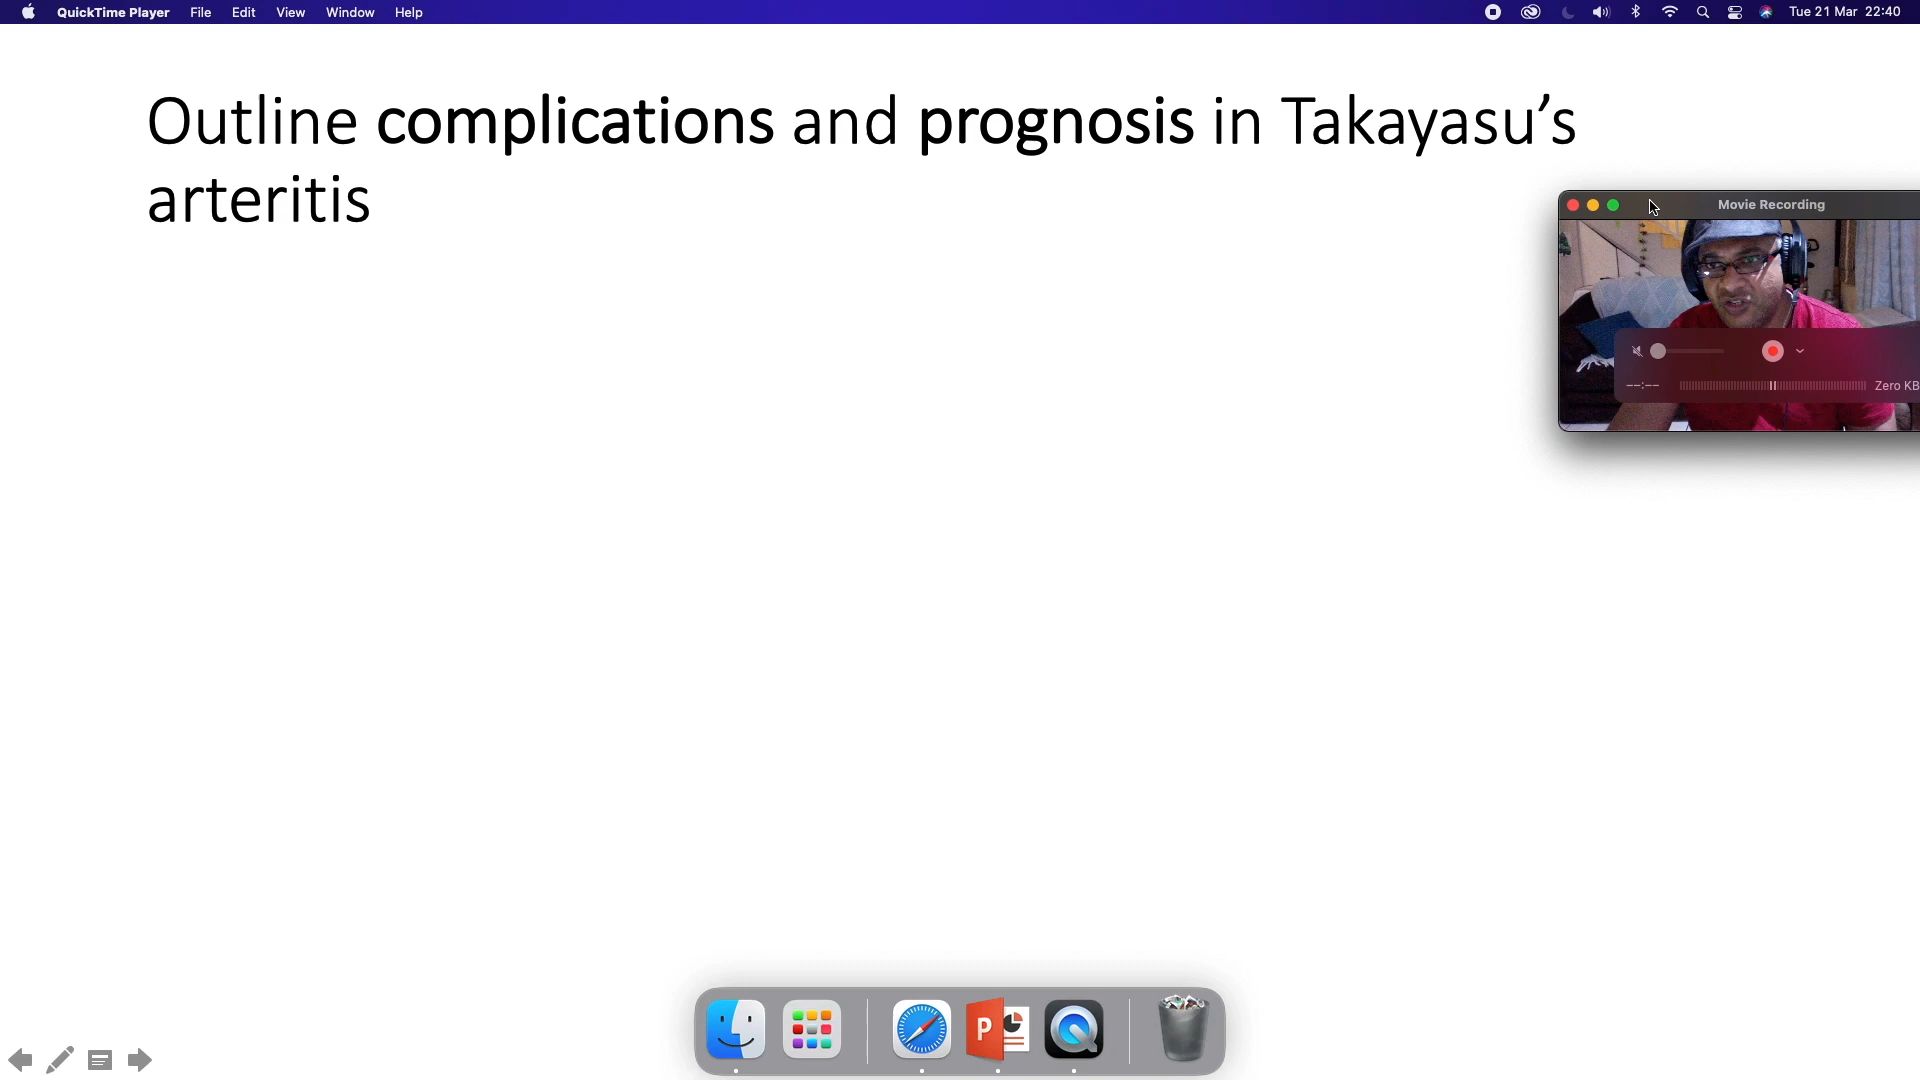 QuickTime Player File Edit View Window Help Tue 21 Mar 22:40
Outline complications and prognosis in Takayasu’s
arteritis
Movie Recording
--:-- Zero KB
P